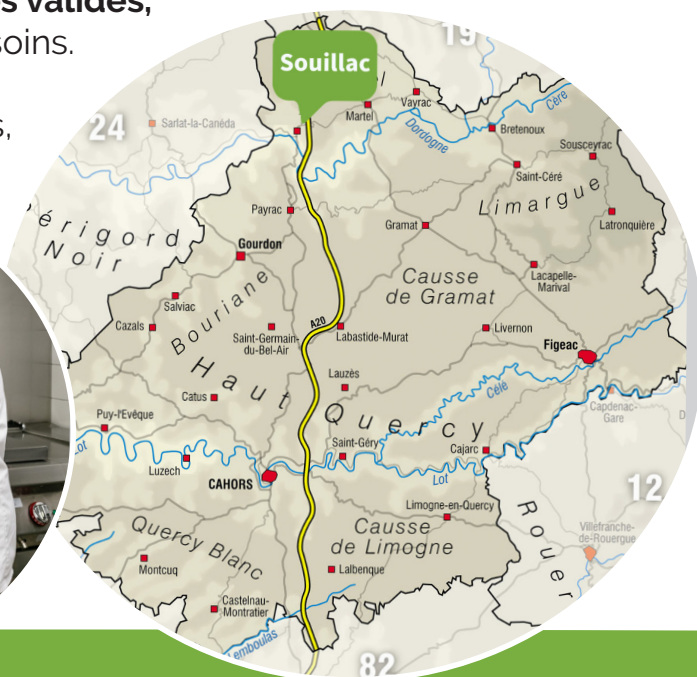 es valides,
soins.
s,
19
Souillac
Martel
Vayrac
Cère
24
Sarlat-la-Canéda
Dordogne
Bretenoux
Sousceyrac
Saint-Céré
Limargue
Payrac
Latronquière
érigord
Noir
Gourdon
Gramat
Lacapelle-
Marival
Causse
de Gramat
Salviac
Bouriane
Cazals
Saint-Germain-
du-Bel-Air
A20
Labastide-Murat
Livernon
Figeac
Haut Quercy
Lauzès
Célé
Catus
Capdenac-
Gare
D
Puy-l'Evêque
Lot
Luzech
Saint-Géry
Cajarc
CAHORS
Lot
12
Limogne-en-Quercy
Quercy Blanc
Causse
de Limogne
Rouer
Villefranche-
de-Rouergue
Montcuq
Lalbenque
Castelnau-
Montratier
Lemboulas
82